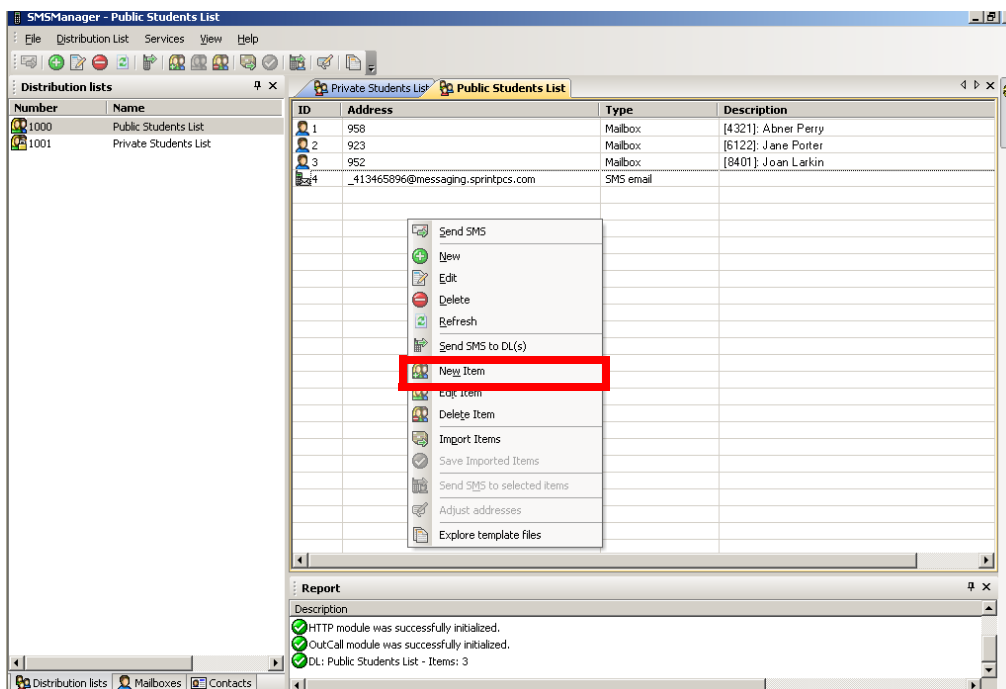 SMSManager - Public Students List
File Distribution List Services View Help
Distribution lists
Number Name
1000 Public Students List
1001 Private Students List
Private Students List Public Students List
ID Address Type Description
1 958 Mailbox [4321]: Abner Perry
2 923 Mailbox [6122]: Jane Porter
3 952 Mailbox [8401]: Joan Larkin
4 _413465896@messaging.sprintpcs.com SMS email
Send SMS
New
Edit
Delete
Refresh
Send SMS to DL(s)
New Item
Edit Item
Delete Item
Import Items
Save Imported Items
Send SMS to selected items
Adjust addresses
Explore template files
Report
Description
HTTP module was successfully initialized.
OutCall module was successfully initialized.
DL: Public Students List - Items: 3
Distribution lists Mailboxes Contacts